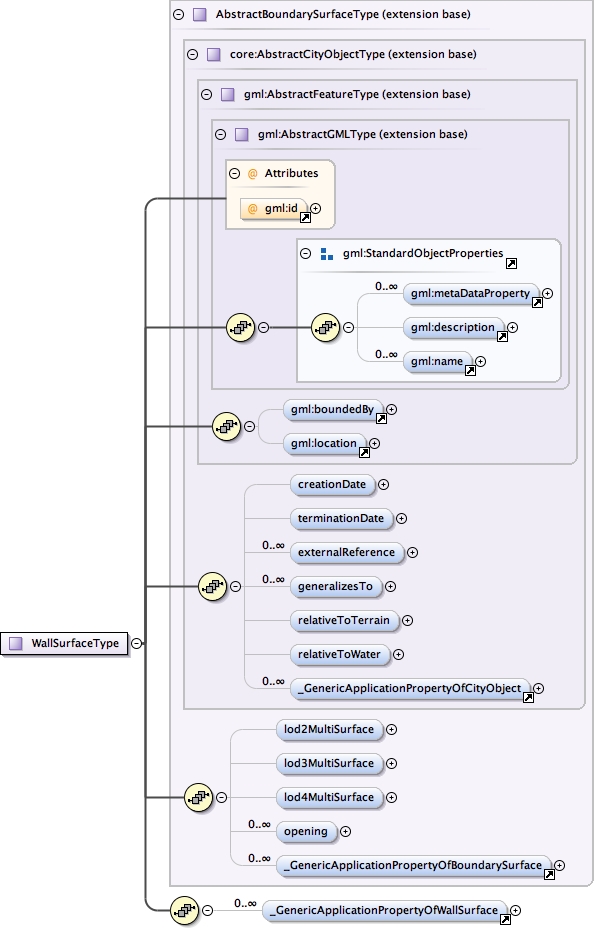 AbstractBoundarySurfaceType (extension base)
core:AbstractCityObjectType (extension base)
gml:AbstractFeatureType (extension base)
gml:AbstractGMLType (extension base)
@ Attributes
@ gml:id
gml:StandardObjectProperties
0..∞
gml:metaDataProperty
gml:description
0..∞
gml:name
gml:boundedBy
gml:location
creationDate
terminationDate
0..∞
externalReference
0..∞
generalizesTo
relativeToTerrain
WallSurfaceType
relativeToWater
0..∞
_GenericApplicationPropertyOfCityObject
lod2MultiSurface
lod3MultiSurface
lod4MultiSurface
0..∞
opening
0..∞
_GenericApplicationPropertyOfBoundarySurface
0..∞
_GenericApplicationPropertyOfWallSurface